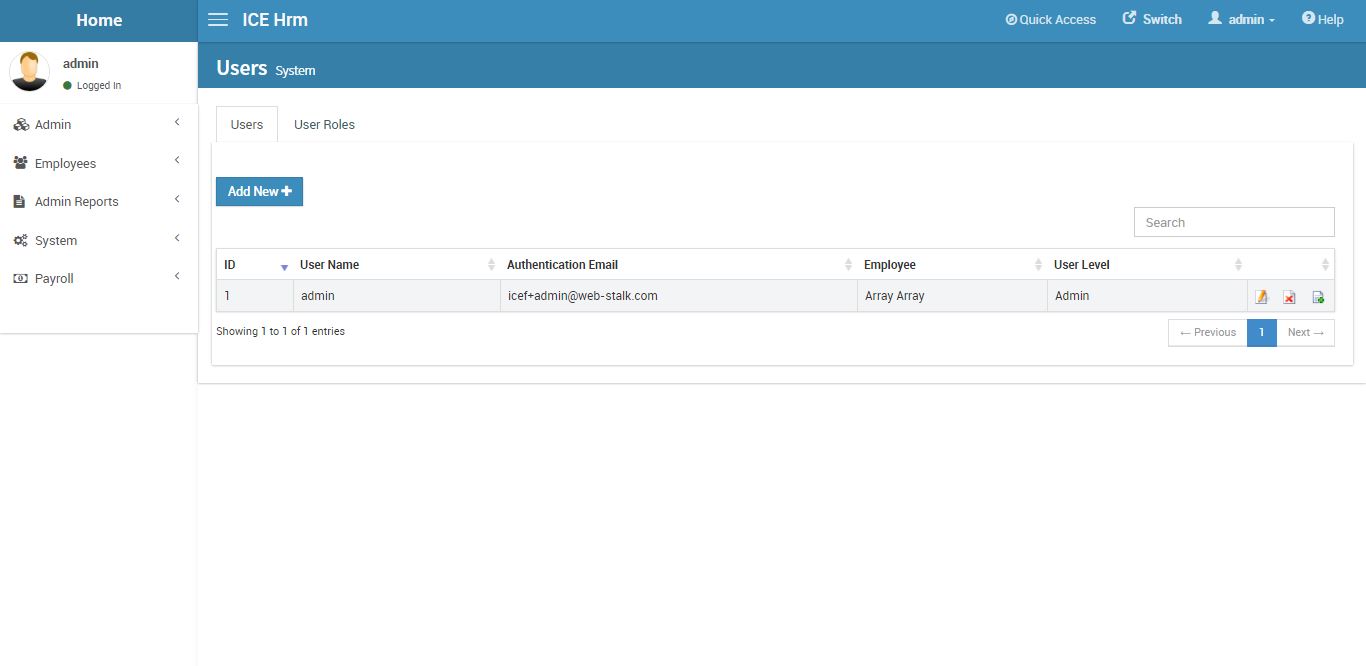 Home
ICE Hrm
Quick Access
Switch
admin
Help
admin
Logged In
Users System
Admin
Employees
Admin Reports
System
Payroll
Users
User Roles
Add New
Search
ID User Name Authentication Email Employee User Level
1 admin icef+admin@web-stalk.com Array Array Admin
Showing 1 to 1 of 1 entries
← Previous 1 Next →